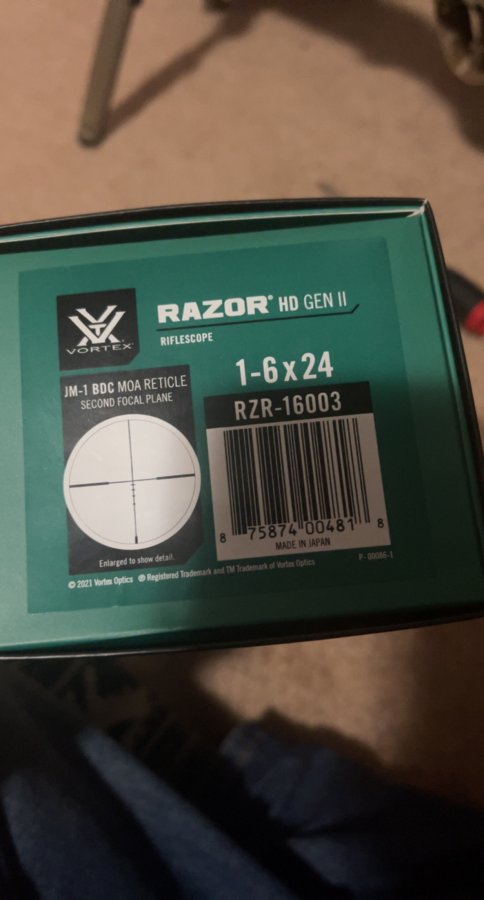 RAZOR® HD GEN II
RIFLESCOPE
VORTEX®
1-6x24
RZR-16003
JM-1 BDC MOA RETICLE
SECOND FOCAL PLANE
8 75874 00481 8
MADE IN JAPAN
Enlarged to show detail.
P-00086-1
© 2021 Vortex Optics ® Registered Trademark and TM Trademark of Vortex Optics